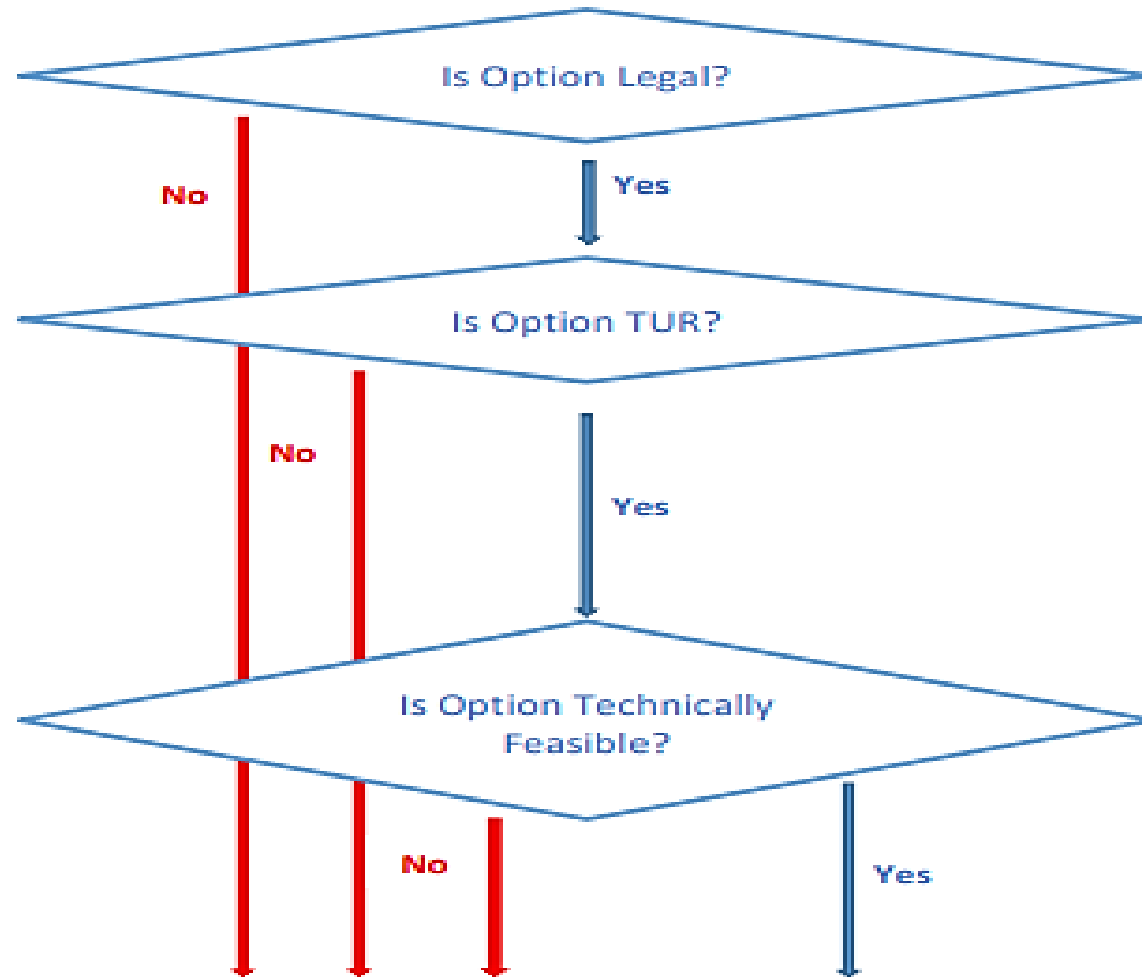 Is Option Legal?
No
Yes
Is Option TUR?
No
Yes
Is Option Technically
Feasible?
No
Yes